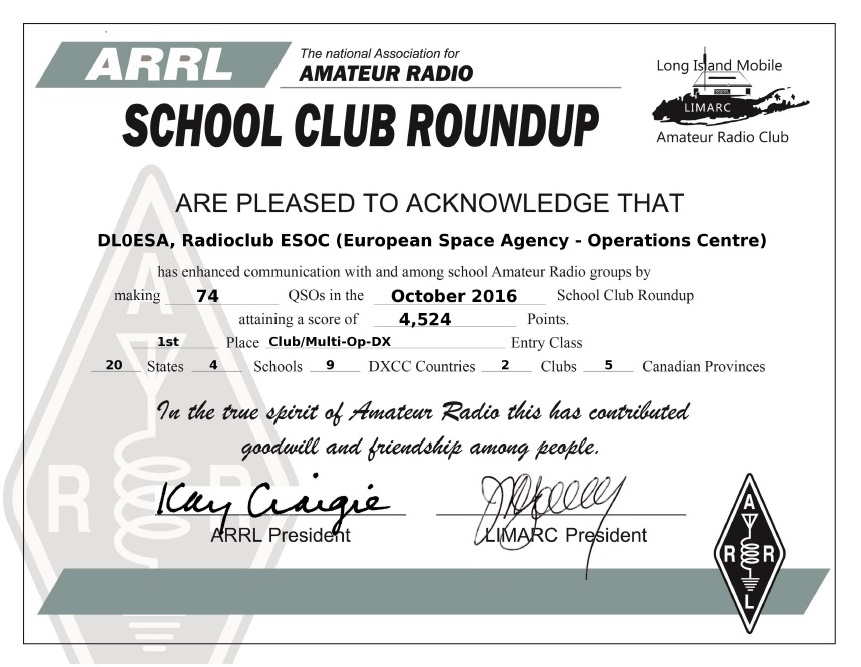 ARRL
The national Association for
AMATEUR RADIO
Long Island Mobile
LIMARC
Amateur Radio Club
SCHOOL CLUB ROUNDUP
ARE PLEASED TO ACKNOWLEDGE THAT
DL0ESA, Radioclub ESOC (European Space Agency - Operations Centre)
has enhanced communication with and among school Amateur Radio groups by
making 74 QSOs in the October 2016 School Club Roundup
attaining a score of 4,524 Points.
1st Place Club/Multi-Op-DX Entry Class
20 States 4 Schools 9 DXCC Countries 2 Clubs 5 Canadian Provinces
In the true spirit of Amateur Radio this has contributed
goodwill and friendship among people.
Kay Craigie
ARRL President
LIMARC President
A
R R
L
A
R R